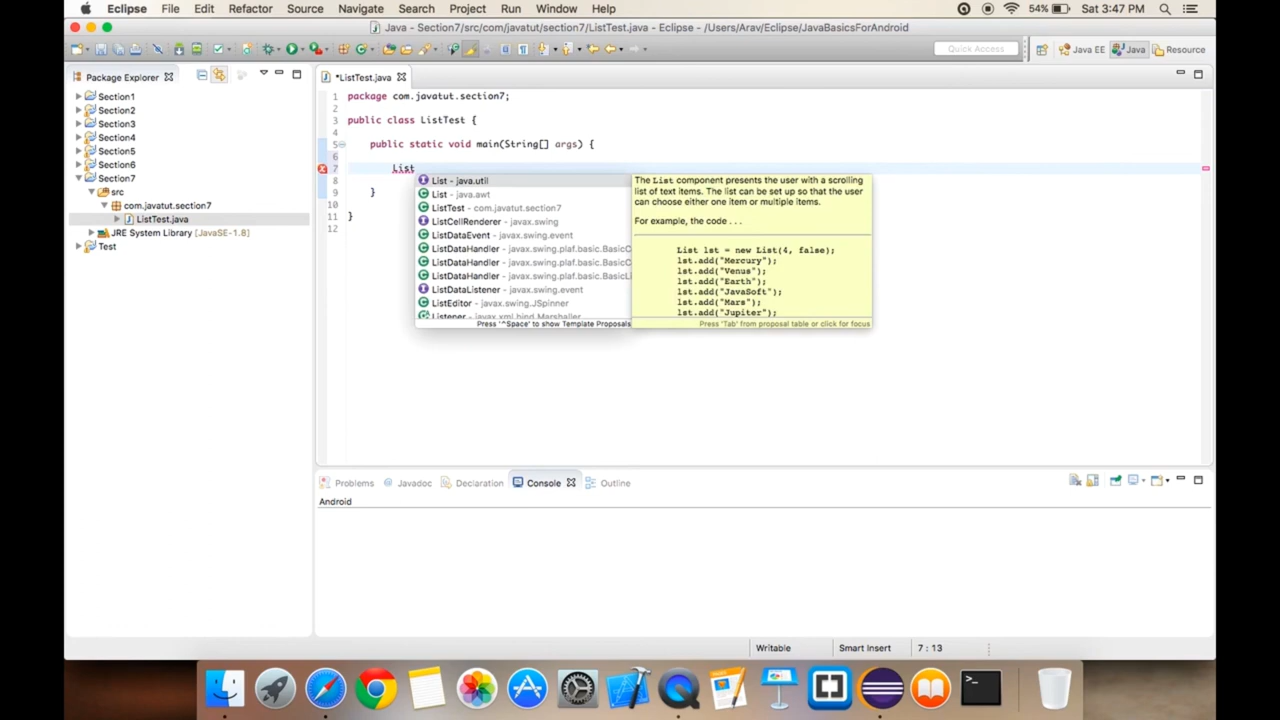 Eclipse File Edit Refactor Source Navigate Search Project Run Window Help 54% Sat 3:47 PM
Java - Section7/src/com/javatut/section7/ListTest.java - Eclipse - /Users/Arav/Eclipse/JavaBasicsForAndroid
Quick Access Java EE Java Resource
Package Explorer
Section1
Section2
Section3
Section4
Section5
Section6
Section7
src
com.javatut.section7
ListTest.java
JRE System Library [JavaSE-1.8]
Test
*ListTest.java
1 package com.javatut.section7;
2
3 public class ListTest {
4
5 public static void main(String[] args) {
6
7 List
8
9 }
10
11 }
12
List - java.util
List - java.awt
ListTest - com.javatut.section7
ListCellRenderer - javax.swing
ListDataEvent - javax.swing.event
ListDataHandler - javax.swing.plaf.basic.BasicC
ListDataHandler - javax.swing.plaf.basic.BasicC
ListDataHandler - javax.swing.plaf.basic.BasicLi
ListDataListener - javax.swing.event
ListEditor - javax.swing.JSpinner
Listener - javax.xml.bind.Marshaller
Press '^Space' to show Template Proposals
The List component presents the user with a scrolling
list of text items. The list can be set up so that the user
can choose either one item or multiple items.
For example, the code . . .
List lst = new List(4, false);
lst.add("Mercury");
lst.add("Venus");
lst.add("Earth");
lst.add("JavaSoft");
lst.add("Mars");
lst.add("Jupiter");
Press 'Tab' from proposal table or click for focus
Problems Javadoc Declaration Console Outline
Android
Writable Smart Insert 7 : 13